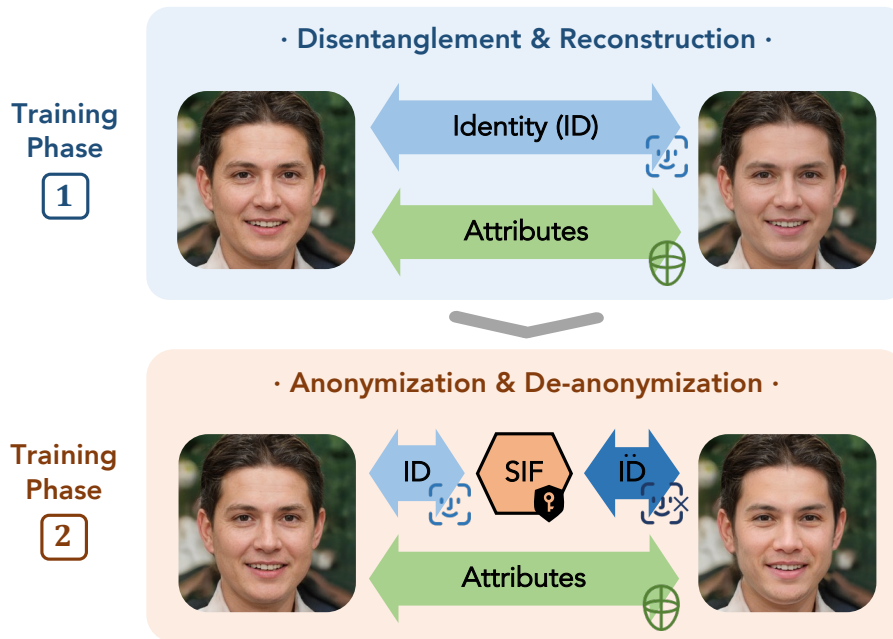 · Disentanglement & Reconstruction ·
Training
Phase
1
Identity (ID)
Attributes
· Anonymization & De-anonymization ·
Training
Phase
2
ID
SIF
ÏD
Attributes